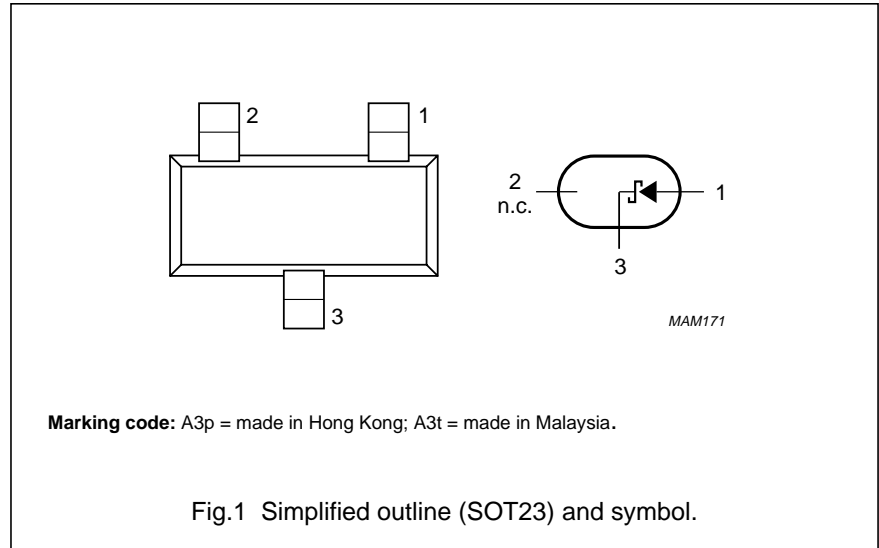 2
1
3
2
n.c.
1
3
MAM171
Marking code: A3p = made in Hong Kong; A3t = made in Malaysia.
Fig.1 Simplified outline (SOT23) and symbol.